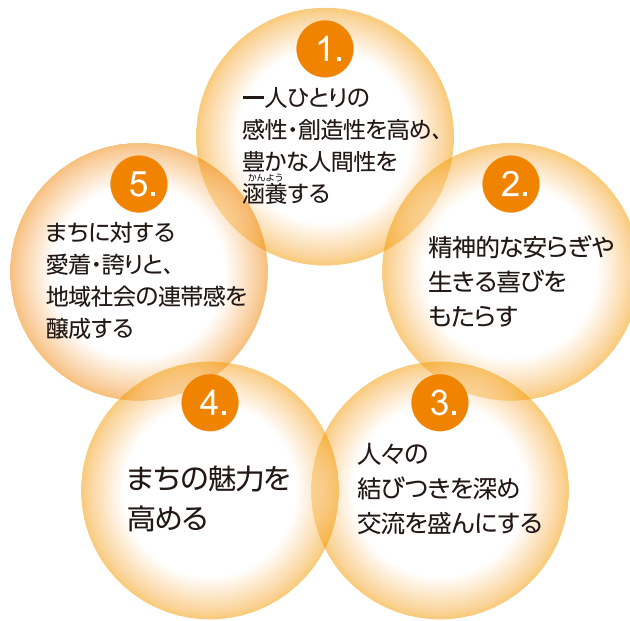 1.
一人ひとりの
感性・創造性を高め、
豊かな人間性を
かんよう
涵養する
2.
精神的な安らぎや
生きる喜びを
もたらす
3.
人々の
結びつきを深め
交流を盛んにする
4.
まちの魅力を
高める
5.
まちに対する
愛着・誇りと、
地域社会の連帯感を
醸成する